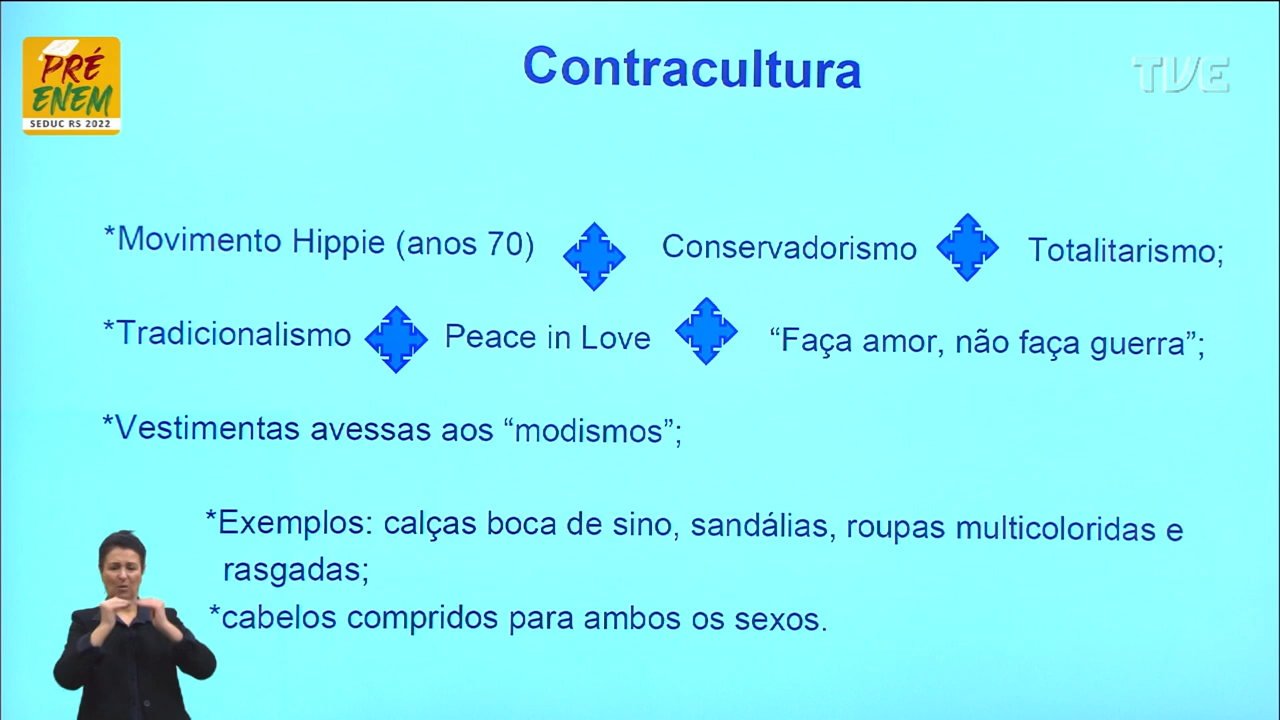 PRÉ
ENEM
SEDUC RS 2022
Contracultura
TVE
*Movimento Hippie (anos 70) Conservadorismo Totalitarismo;
*Tradicionalismo Peace in Love “Faça amor, não faça guerra”;
*Vestimentas avessas aos “modismos”;
*Exemplos: calças boca de sino, sandálias, roupas multicoloridas e
rasgadas;
*cabelos compridos para ambos os sexos.